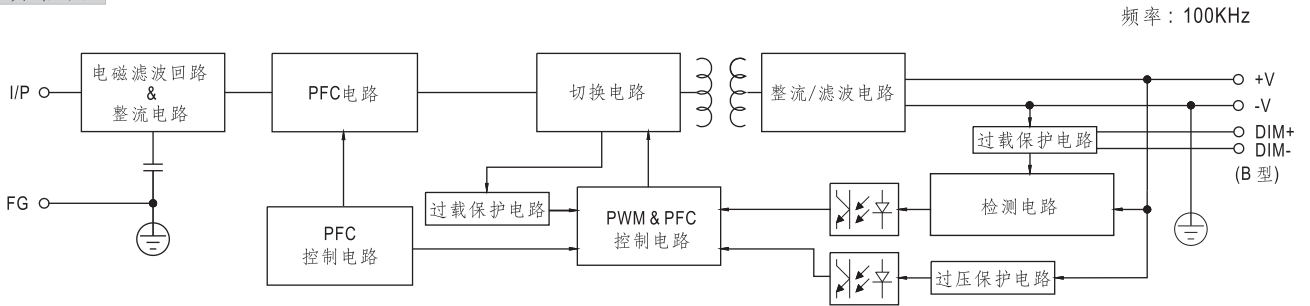 频率 : 100KHz
I/P
电磁滤波回路
&
整流电路
PFC电路
切换电路
整流/滤波电路
+V
-V
DIM+
DIM-
(B 型)
过载保护电路
FG
PFC
控制电路
过载保护电路
PWM & PFC
控制电路
检测电路
过压保护电路